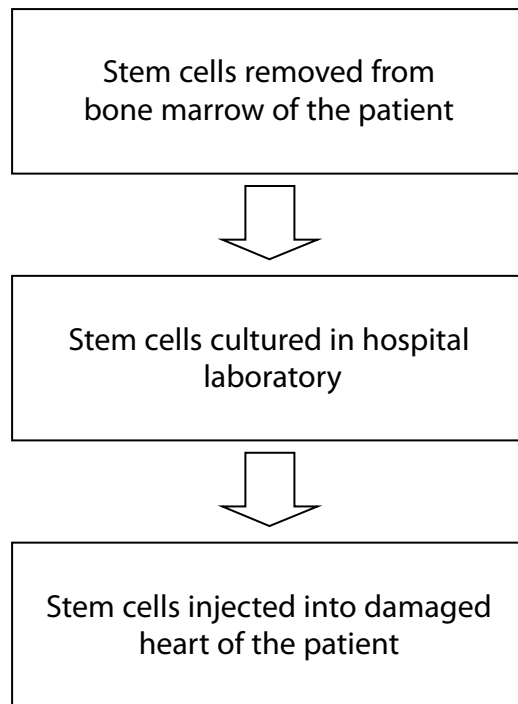 Stem cells removed from
bone marrow of the patient
Stem cells cultured in hospital
laboratory
Stem cells injected into damaged
heart of the patient